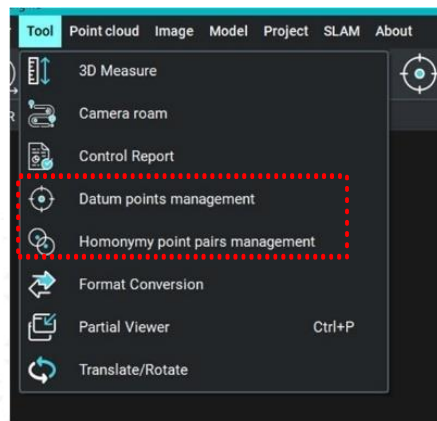 Tool Point cloud Image Model Project SLAM About
3D Measure
Camera roam
Control Report
Datum points management
Homonymy point pairs management
Format Conversion
Partial Viewer Ctrl+P
Translate/Rotate